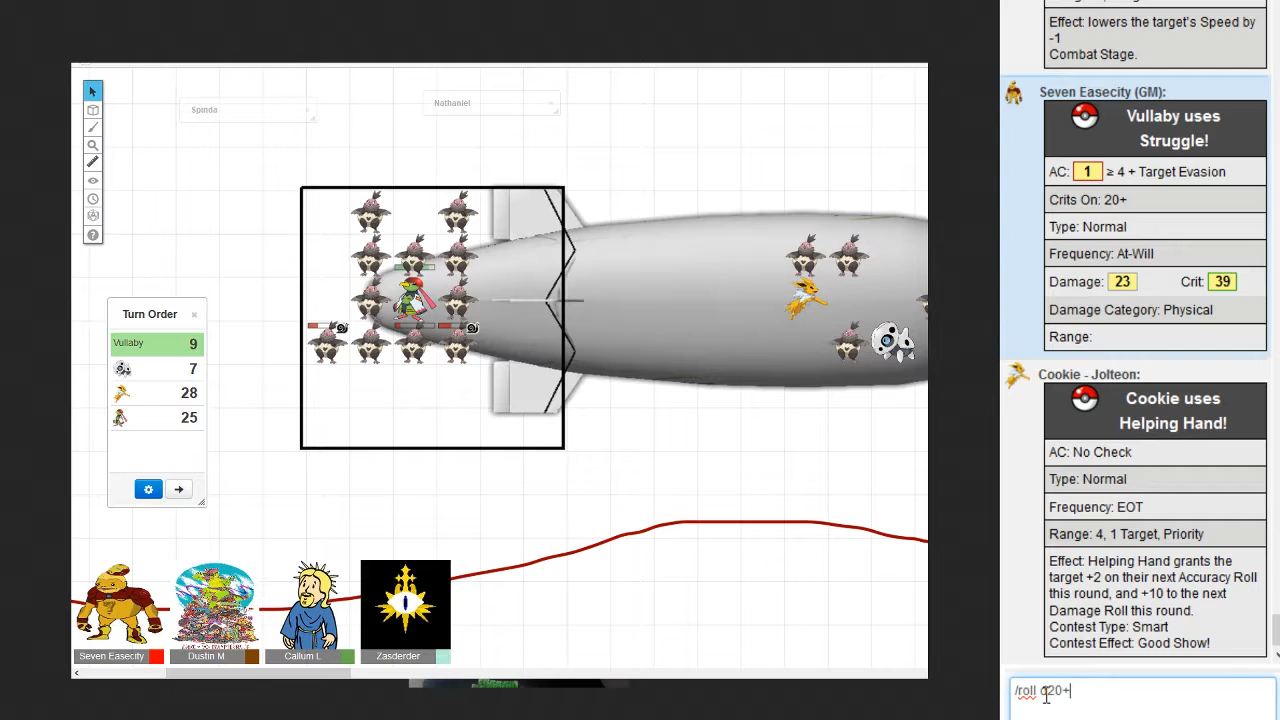 Spinda
Nathaniel
Turn Order
Vullaby 9
7
28
25
Seven Easecity
Dustin M
Callum L
Zasderder
Effect: lowers the target's Speed by
-1
Combat Stage.
Seven Easecity (GM):
Vullaby uses
Struggle!
AC: 1 ≥ 4 + Target Evasion
Crits On: 20+
Type: Normal
Frequency: At-Will
Damage: 23 Crit: 39
Damage Category: Physical
Range:
Cookie - Jolteon:
Cookie uses
Helping Hand!
AC: No Check
Type: Normal
Frequency: EOT
Range: 4, 1 Target, Priority
Effect: Helping Hand grants the
target +2 on their next Accuracy Roll
this round, and +10 to the next
Damage Roll this round.
Contest Type: Smart
Contest Effect: Good Show!
/roll d20+